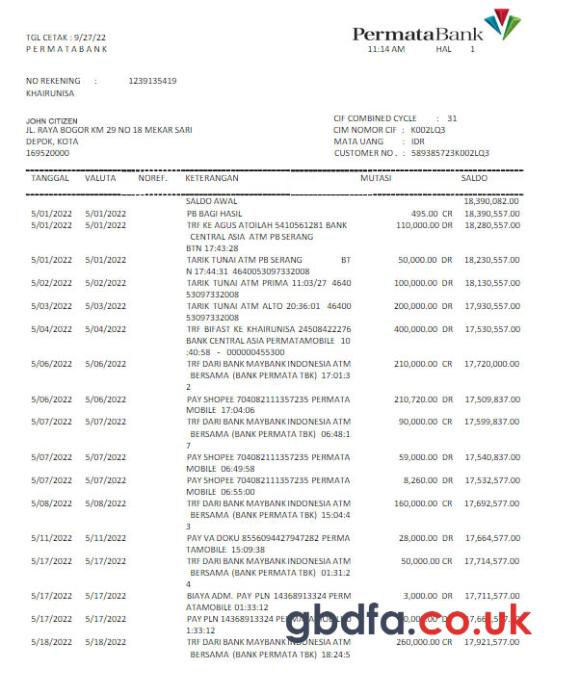 PermataBank
TGL CETAK : 9/27/22
P E R M A T A B A N K 11:14 AM HAL 1
NO REKENING : 1239135419
KHAIRUNISA
JOHN CITIZEN
JL. RAYA BOGOR KM 29 NO 18 MEKAR SARI
DEPOK, KOTA
169520000
CIF COMBINED CYCLE : 31
CIM NOMOR CIF : K002LQ3
MATA UANG : IDR
CUSTOMER NO . : 589385723K002LQ3
TANGGAL VALUTA NOREF. KETERANGAN MUTASI SALDO
SALDO AWAL 18,390,082.00
5/01/2022 5/01/2022 PB BAGI HASIL 495.00 CR 18,390,557.00
5/01/2022 5/01/2022 TRF KE AGUS ATOILAH 5410561281 BANK 110,000.00 DR 18,280,557.00
CENTRAL ASIA ATM PB SERANG
BTN 17:43:28
5/01/2022 5/01/2022 TARIK TUNAI ATM PB SERANG BT 50,000.00 DR 18,230,557.00
N 17:44:31 4640053097332008
5/02/2022 5/02/2022 TARIK TUNAI ATM PRIMA 11:03/27 4640 100,000.00 DR 18,130,557.00
53097332008
5/03/2022 5/03/2022 TARIK TUNAI ATM ALTO 20:36:01 46400 200,000.00 DR 17,930,557.00
53097332008
5/04/2022 5/04/2022 TRF BIFAST KE KHAIRUNISA 24508422276 400,000.00 DR 17,530,557.00
BANK CENTRAL ASIA PERMATAMOBILE 10
:40:58 - 000000455300
5/06/2022 5/06/2022 TRF DARI BANK MAYBANK INDONESIA ATM 210,000.00 CR 17,720,000.00
BERSAMA (BANK PERMATA TBK) 17:01:3
2
5/06/2022 5/06/2022 PAY SHOPEE 704082111357235 PERMATA 210,720.00 DR 17,509,837.00
MOBILE 17:04:06
5/07/2022 5/07/2022 TRF DARI BANK MAYBANK INDONESIA ATM 90,000.00 CR 17,599,837.00
BERSAMA (BANK PERMATA TBK) 06:48:1
7
5/07/2022 5/07/2022 PAY SHOPEE 704082111357235 PERMATA 59,000.00 DR 17,540,837.00
MOBILE 06:49:58
5/07/2022 5/07/2022 PAY SHOPEE 704082111357235 PERMATA 8,260.00 DR 17,532,577.00
MOBILE 06:55:00
5/08/2022 5/08/2022 TRF DARI BANK MAYBANK INDONESIA ATM 160,000.00 CR 17,692,577.00
BERSAMA (BANK PERMATA TBK) 15:04:4
3
5/11/2022 5/11/2022 PAY VA DOKU 8556094427947282 PERMA 28,000.00 DR 17,664,577.00
TAMOBILE 15:09:38
5/17/2022 5/17/2022 TRF DARI BANK MAYBANK INDONESIA ATM 50,000.00 CR 17,714,577.00
BERSAMA (BANK PERMATA TBK) 01:31:2
4
5/17/2022 5/17/2022 BIAYA ADM. PAY PLN 14368913324 PERM 3,000.00 DR 17,711,577.00
ATAMOBILE 01:33:12
5/17/2022 5/17/2022 PAY PLN 14368913324
1:33:12
gbdfa.co.uk
5/18/2022 5/18/2022 TRF DARI BANK MAYBANK INDONESIA ATM 260,000.00 CR 17,921,577.00
BERSAMA (BANK PERMATA TBK) 18:24:5